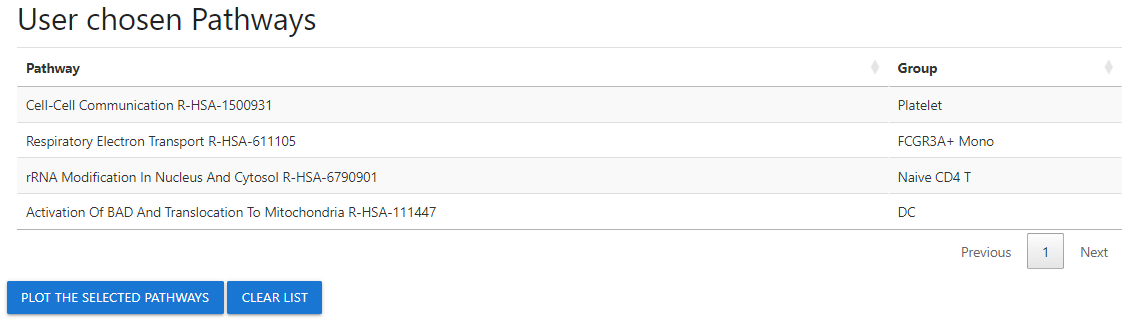 User chosen Pathways
Pathway Group
Cell-Cell Communication R-HSA-1500931 Platelet
Respiratory Electron Transport R-HSA-611105 FCGR3A+ Mono
rRNA Modification In Nucleus And Cytosol R-HSA-6790901 Naive CD4 T
Activation Of BAD And Translocation To Mitochondria R-HSA-111447 DC
Previous 1 Next
PLOT THE SELECTED PATHWAYS CLEAR LIST